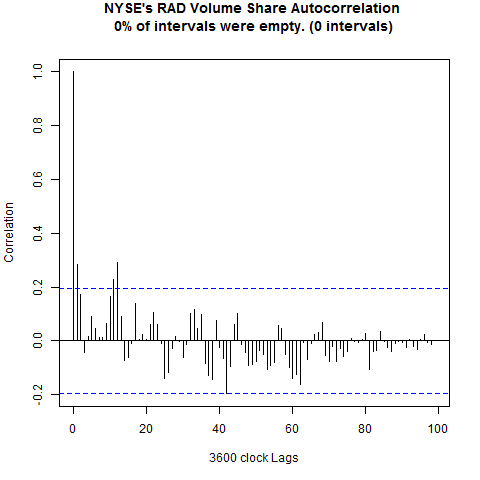 NYSE's RAD Volume Share Autocorrelation
0% of intervals were empty. (0 intervals)
Correlation
1.0
0.8
0.6
0.4
0.2
0.0
-0.2
0 20 40 60 80 100
3600 clock Lags